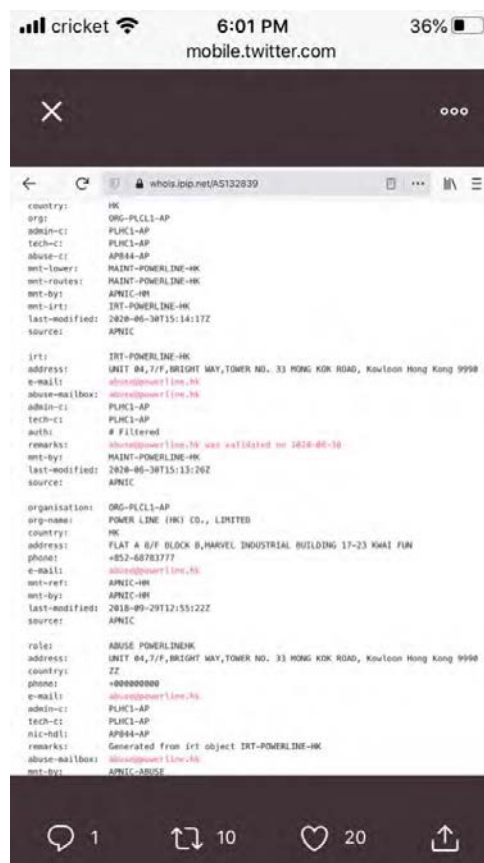 cricket 6:01 PM 36%
mobile.twitter.com
whois.ipip.net/AS132839
country: HK
org: ORG-PLCL1-AP
admin-c: PLHC1-AP
tech-c: PLHC1-AP
abuse-c: AP844-AP
mnt-lower: MAINT-POWERLINE-HK
mnt-routes: MAINT-POWERLINE-HK
mnt-by: APNIC-HM
mnt-irt: IRT-POWERLINE-HK
last-modified: 2020-06-30T15:14:17Z
source: APNIC
irt: IRT-POWERLINE-HK
address: UNIT 04,7/F,BRIGHT WAY,TOWER NO. 33 MONG KOK ROAD, Kowloon Hong Kong 9990
e-mail: abuse@powerline.hk
abuse-mailbox: abuse@powerline.hk
admin-c: PLHC1-AP
tech-c: PLHC1-AP
auth: # Filtered
remarks: abuse@powerline.hk was validated on 2020-06-30
mnt-by: MAINT-POWERLINE-HK
last-modified: 2020-06-30T15:13:26Z
source: APNIC
organisation: ORG-PLCL1-AP
org-name: POWER LINE (HK) CO., LIMITED
country: HK
address: FLAT A 8/F BLOCK B,MARVEL INDUSTRIAL BUILDING 17-23 KWAI FUN
phone: +852-68783777
e-mail: abuse@powerline.hk
mnt-ref: APNIC-HM
mnt-by: APNIC-HM
last-modified: 2018-09-29T12:55:22Z
source: APNIC
role: ABUSE POWERLINEHK
address: UNIT 04,7/F,BRIGHT WAY,TOWER NO. 33 MONG KOK ROAD, Kowloon Hong Kong 9990
country: ZZ
phone: +000000000
e-mail: abuse@powerline.hk
admin-c: PLHC1-AP
tech-c: PLHC1-AP
nic-hdl: AP844-AP
remarks: Generated from irt object IRT-POWERLINE-HK
abuse-mailbox: abuse@powerline.hk
mnt-by: APNIC-ABUSE
1 10 20